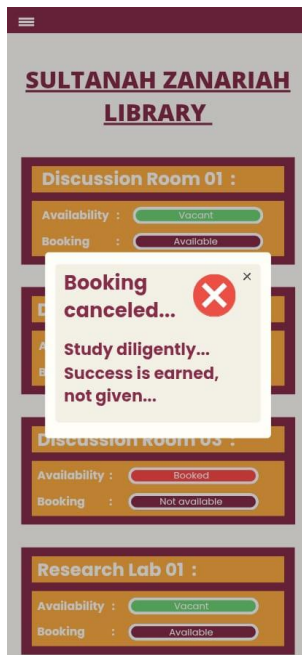 SULTANAH ZANARIAH
LIBRARY
Discussion Room 01 :
Availability : Vacant
Booking : Available
Booking
canceled...
×
Study diligently...
Success is earned,
not given...
Discussion Room 03 :
Availability : Booked
Booking : Not available
Research Lab 01 :
Availability : Vacant
Booking : Available